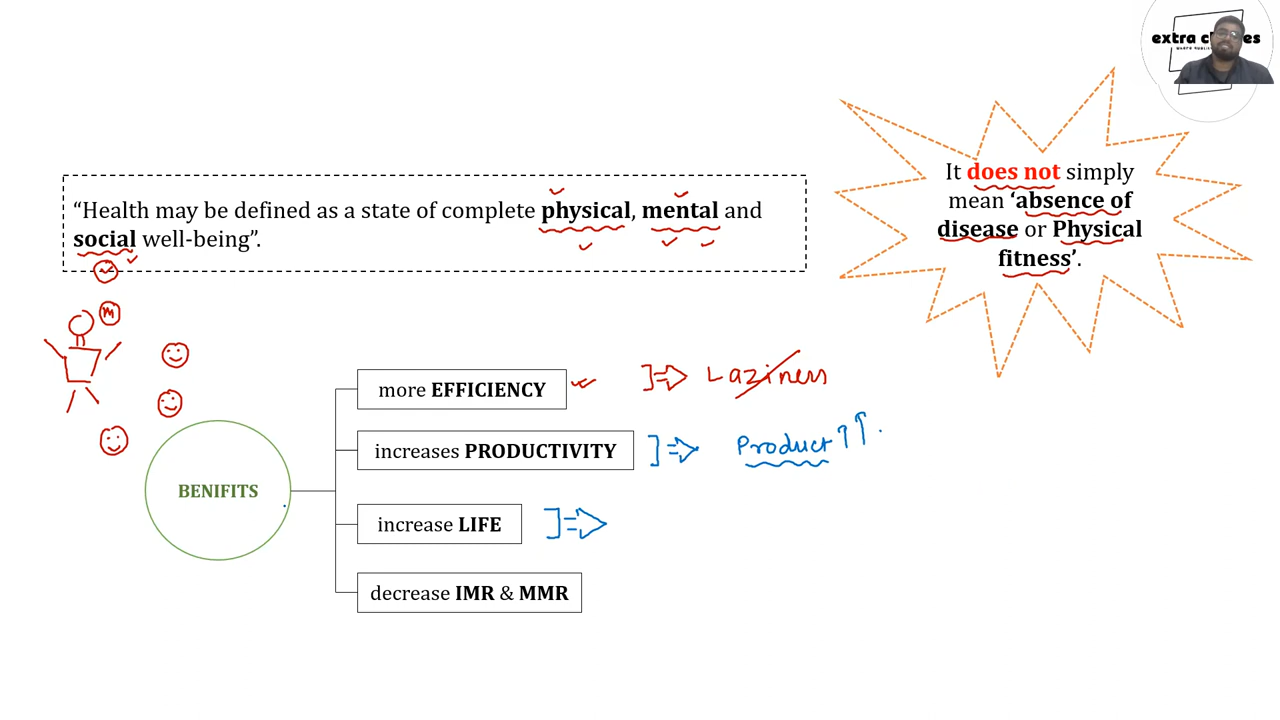 extra c es
It does not simply
mean ‘absence of
disease or Physical
fitness’.
“Health may be defined as a state of complete physical, mental and
social well-being”.
M
more EFFICIENCY
Laziness
increases PRODUCTIVITY
Product
BENIFITS
increase LIFE
decrease IMR & MMR